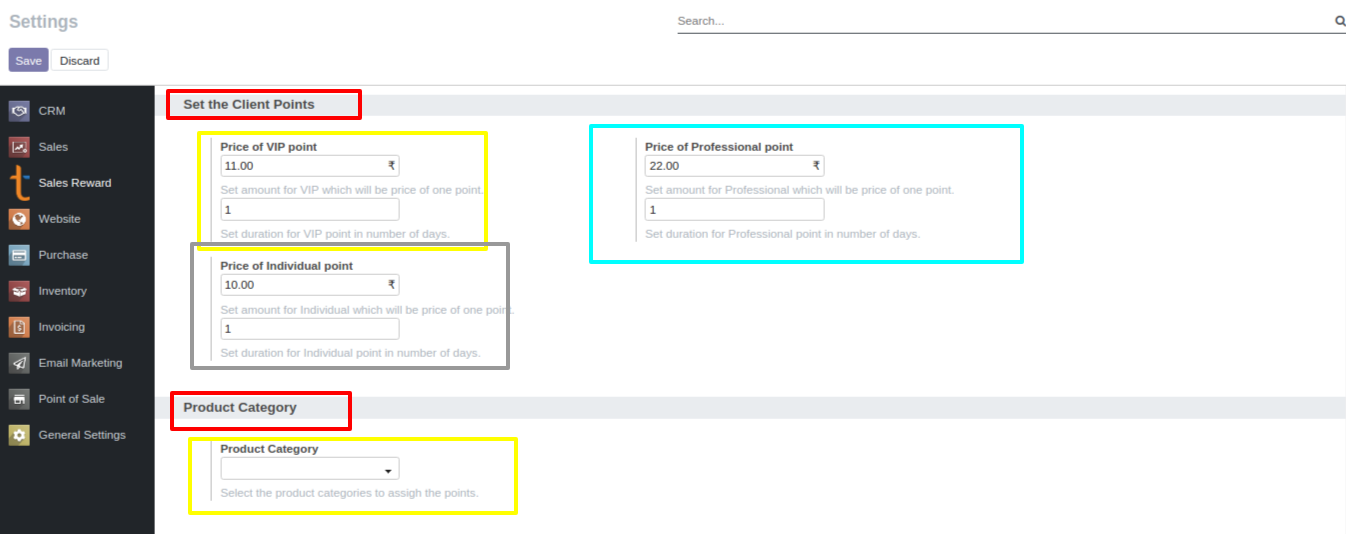 Settings
Search...
Save
Discard
CRM
Sales
Sales Reward
Website
Purchase
Inventory
Invoicing
Email Marketing
Point of Sale
General Settings
Set the Client Points
Price of VIP point
11.00 ₹
Set amount for VIP which will be price of one point.
1
Set duration for VIP point in number of days.
Price of Professional point
22.00 ₹
Set amount for Professional which will be price of one point.
1
Set duration for Professional point in number of days.
Price of Individual point
10.00 ₹
Set amount for Individual which will be price of one point.
1
Set duration for Individual point in number of days.
Product Category
Product Category
Select the product categories to assigh the points.